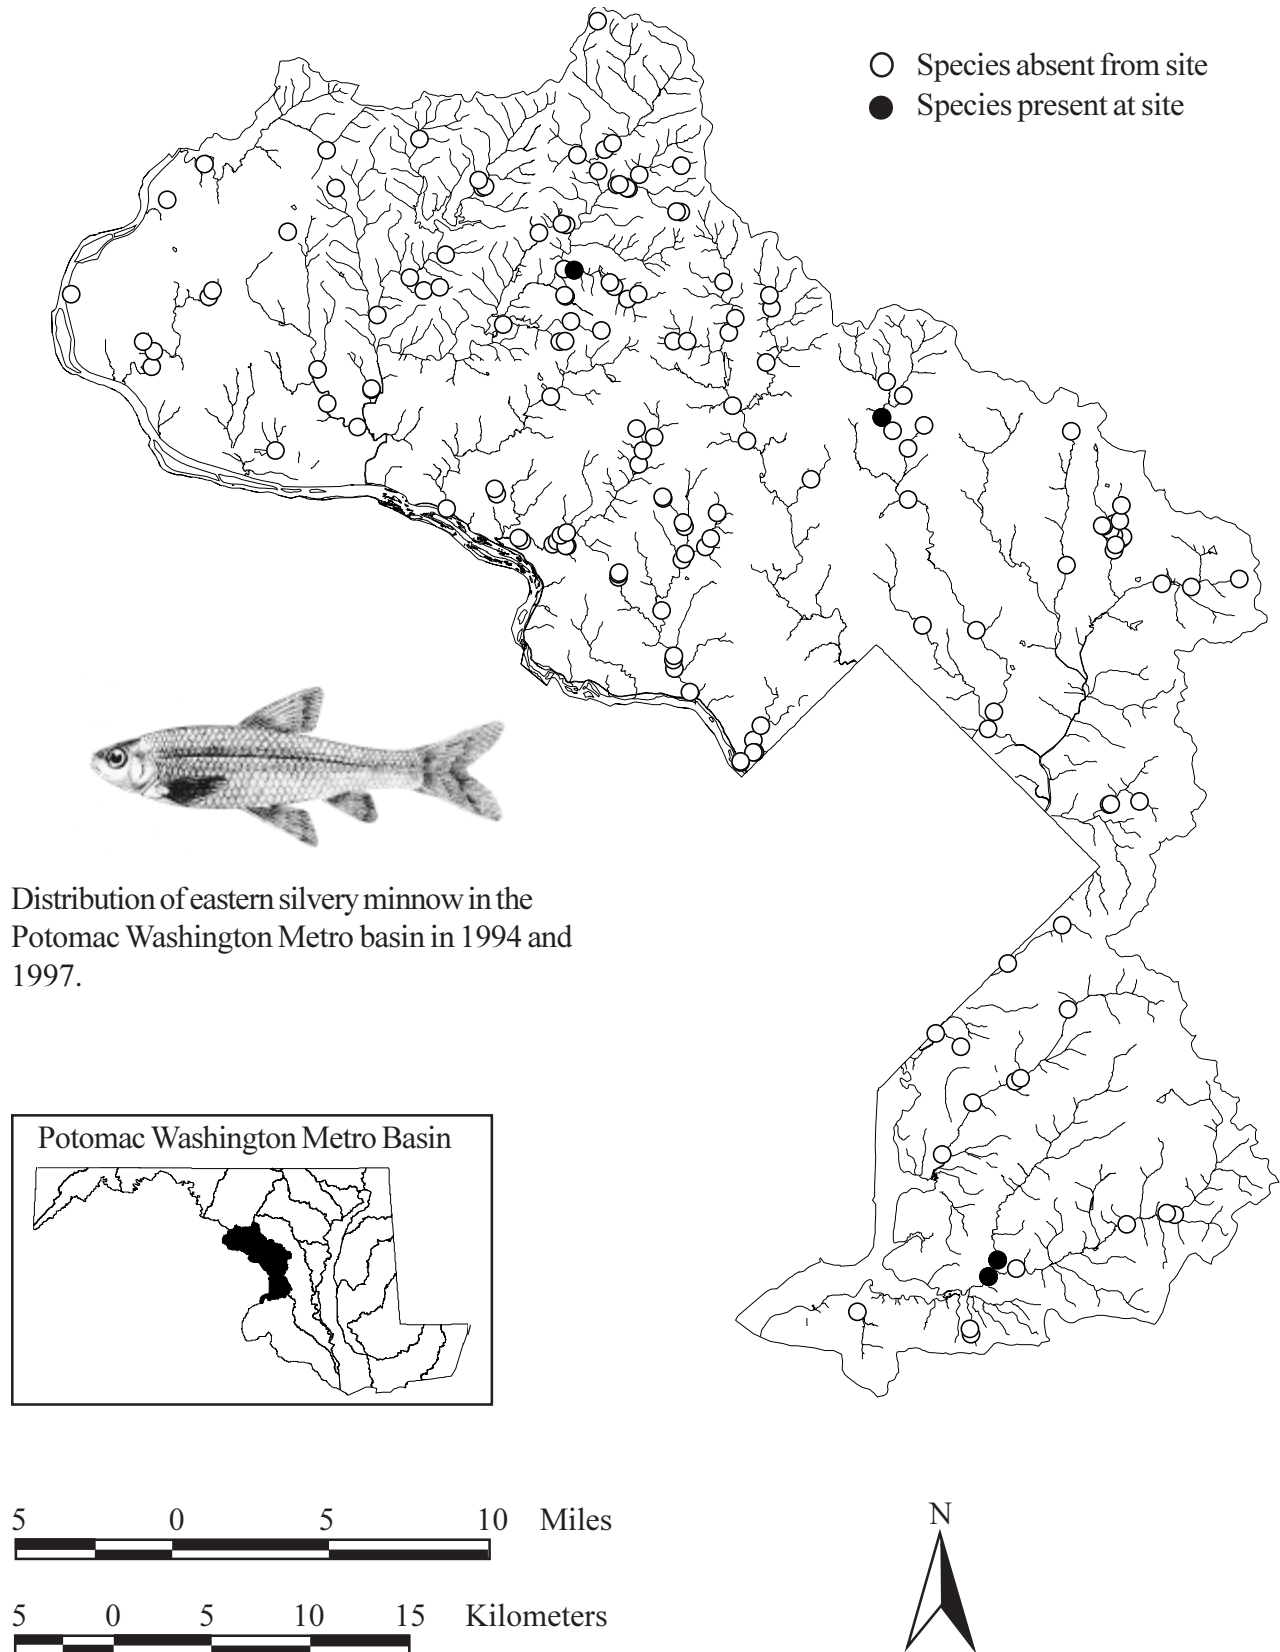 Species absent from site
Species present at site
Distribution of eastern silvery minnow in the
Potomac Washington Metro basin in 1994 and
1997.
Potomac Washington Metro Basin
5 0 5 10 Miles
5 0 5 10 15 Kilometers
N